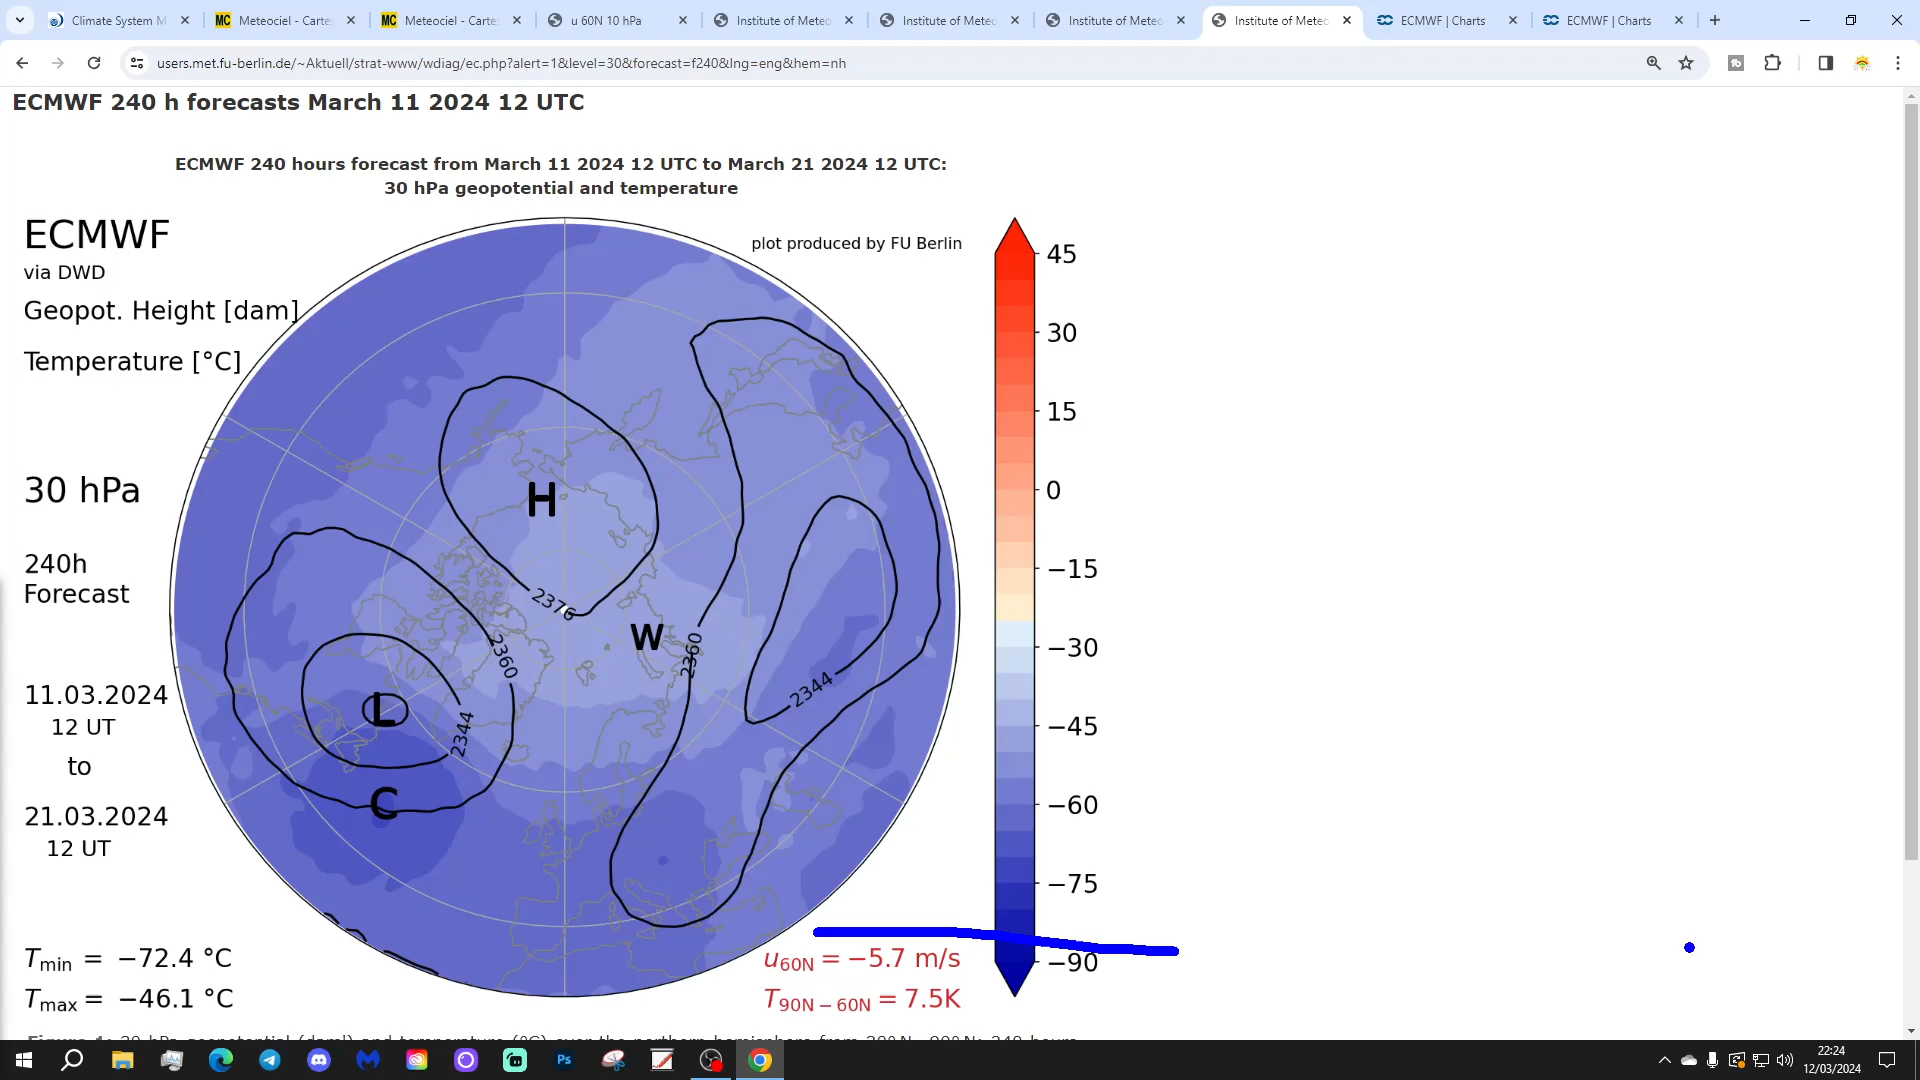 Climate System M
Meteociel - Carte
Meteociel - Carte
u 60N 10 hPa
Institute of Meteo
Institute of Meteo
Institute of Meteo
Institute of Meteo
ECMWF | Charts
ECMWF | Charts
users.met.fu-berlin.de/~Aktuell/strat-www/wdiag/ec.php?alert=1&level=30&forecast=f240&lng=eng&hem=nh
ECMWF 240 h forecasts March 11 2024 12 UTC
ECMWF 240 hours forecast from March 11 2024 12 UTC to March 21 2024 12 UTC:
30 hPa geopotential and temperature
ECMWF
via DWD
Geopot. Height [dam]
Temperature [°C]
plot produced by FU Berlin
30 hPa
240h
Forecast
11.03.2024
12 UT
to
21.03.2024
12 UT
H
W
L
C
2376
2360
2360
2344
2344
45
30
15
0
−15
−30
−45
−60
−75
−90
Tmin = −72.4 °C
Tmax = −46.1 °C
u60N = −5.7 m/s
T90N−60N = 7.5K
22:24
12/03/2024